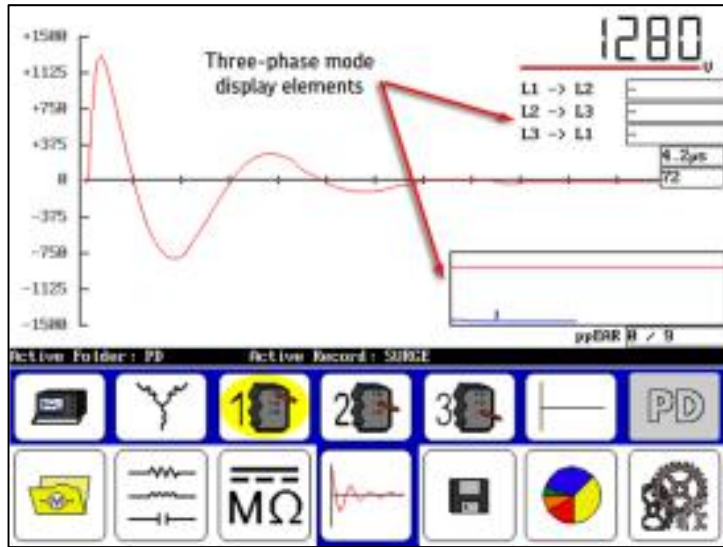 +1500
1280
V
+1125
Three-phase mode
display elements
L1 -> L2 -
+750
L2 -> L3 -
L3 -> L1 -
+375
4.2µs
0
72
-375
-750
-1125
-1500
ppEAR 0 / 9
Active Folder: PD Active Record: SURGE
1 2 3 PD
M MΩ